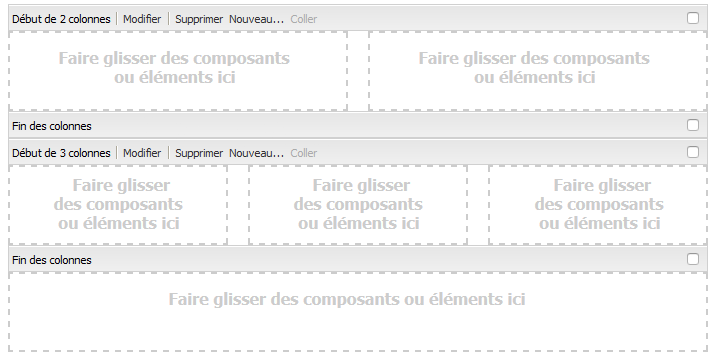 Début de 2 colonnes Modifier Supprimer Nouveau... Coller
Faire glisser des composants
ou éléments ici
Faire glisser des composants
ou éléments ici
Fin des colonnes
Début de 3 colonnes Modifier Supprimer Nouveau... Coller
Faire glisser
des composants
ou éléments ici
Faire glisser
des composants
ou éléments ici
Faire glisser
des composants
ou éléments ici
Fin des colonnes
Faire glisser des composants ou éléments ici